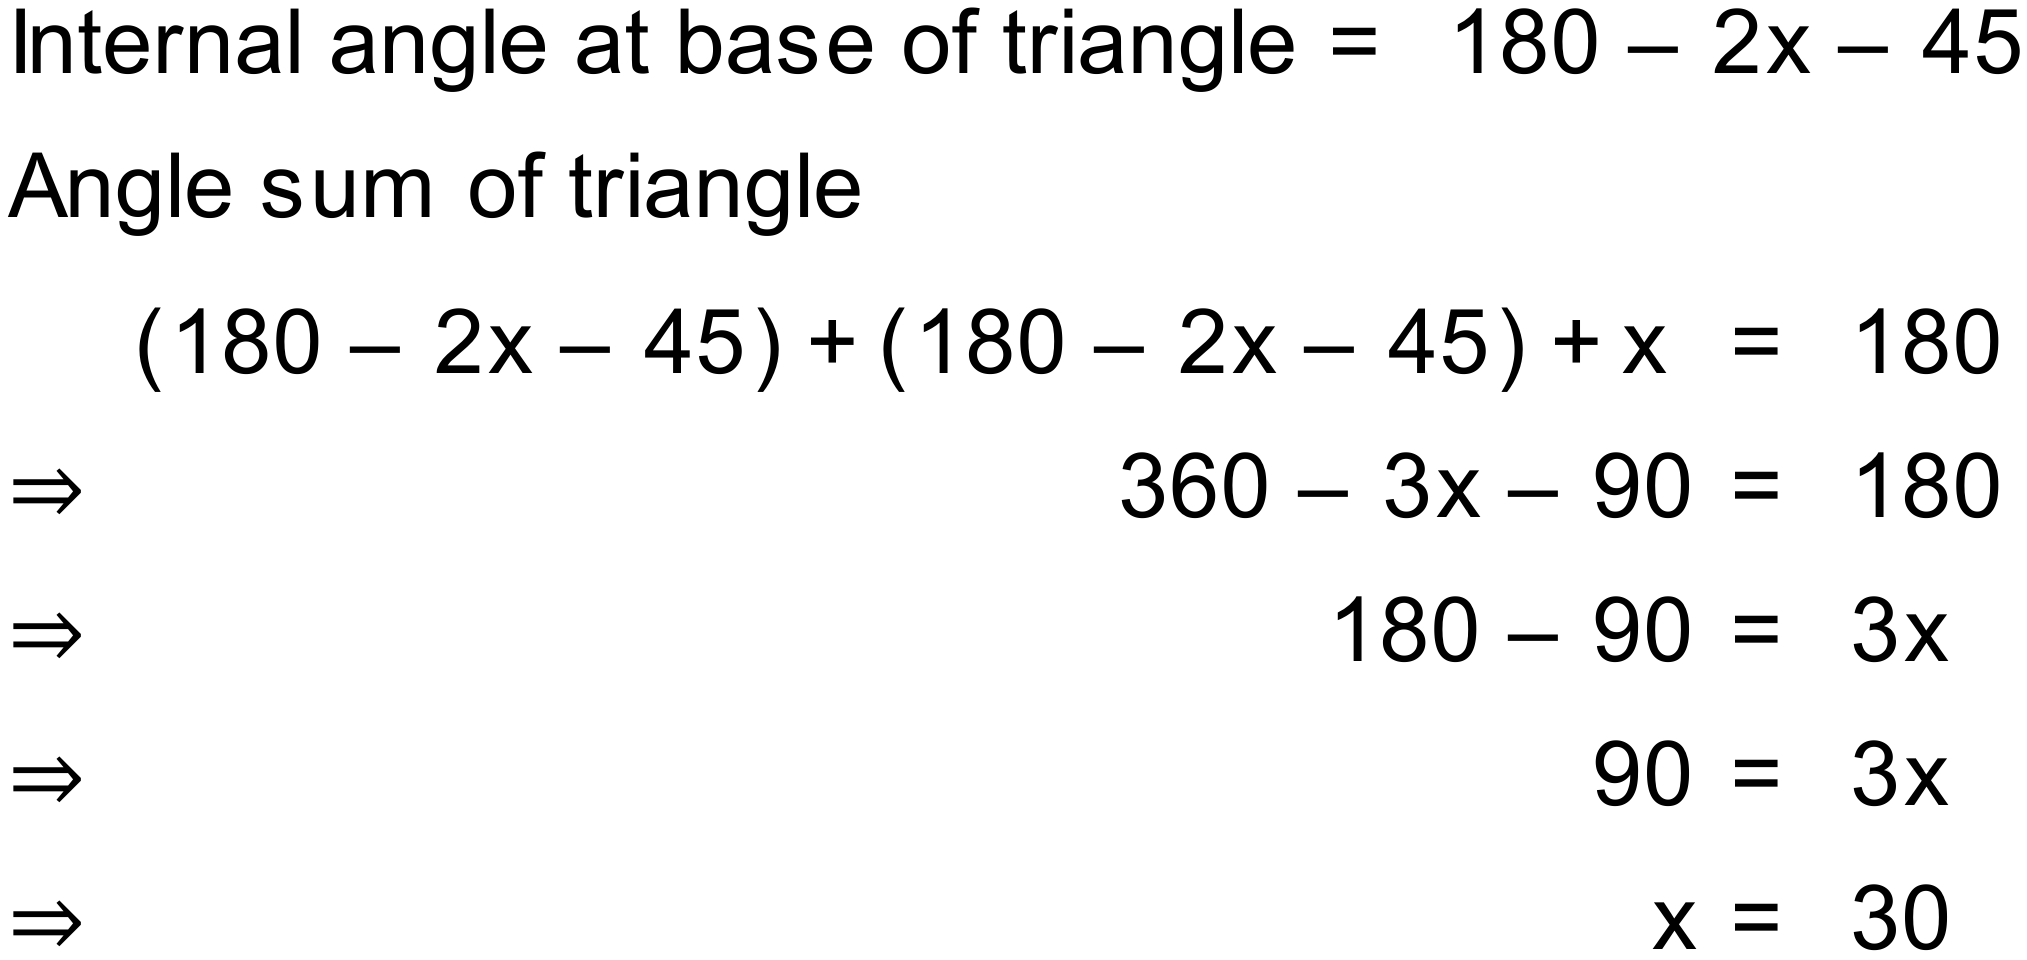 Internal angle at base of triangle = 180 – 2x – 45
Angle sum of triangle
(180 – 2x – 45) + (180 – 2x – 45) + x = 180
⇒ 360 – 3x – 90 = 180
⇒ 180 – 90 = 3x
⇒ 90 = 3x
⇒ x = 30